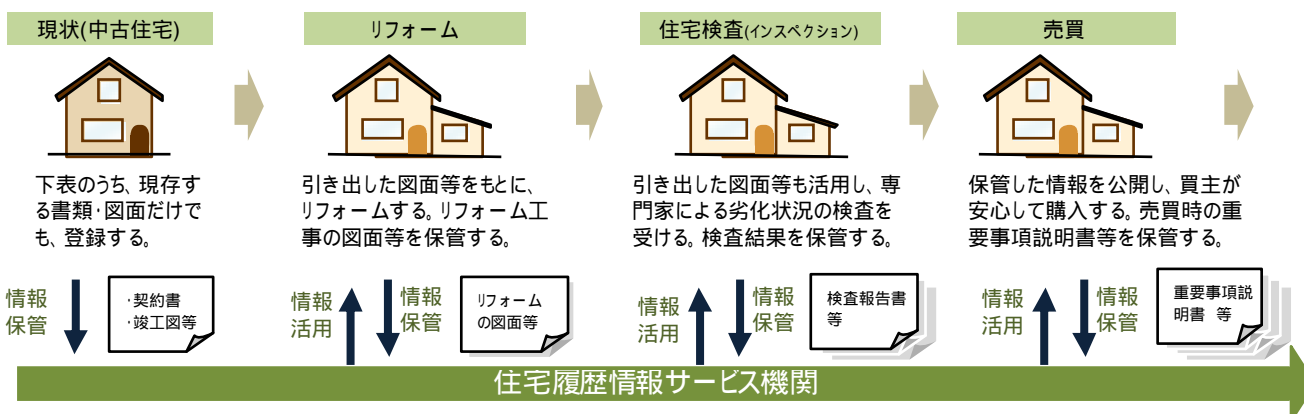 現状(中古住宅)
リフォーム
住宅検査(インスペクション)
売買
下表のうち、現存す
る書類・図面だけで
も、登録する。
引き出した図面等をもとに、
リフォームする。リフォーム工
事の図面等を保管する。
引き出した図面等も活用し、専
門家による劣化状況の検査を
受ける。検査結果を保管する。
保管した情報を公開し、買主が
安心して購入する。売買時の重
要事項説明書等を保管する。
情報
保管
・契約書
・竣工図等
情報
活用
情報
保管
リフォーム
の図面等
情報
活用
情報
保管
検査報告書
等
情報
活用
情報
保管
重要事項説
明書 等
住宅履歴情報サービス機関